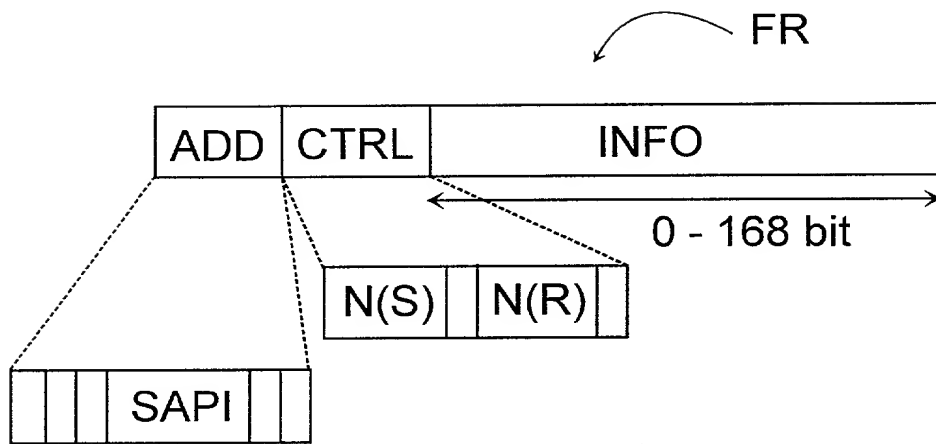 FR
ADD CTRL INFO
0 - 168 bit
N(S) N(R)
SAPI